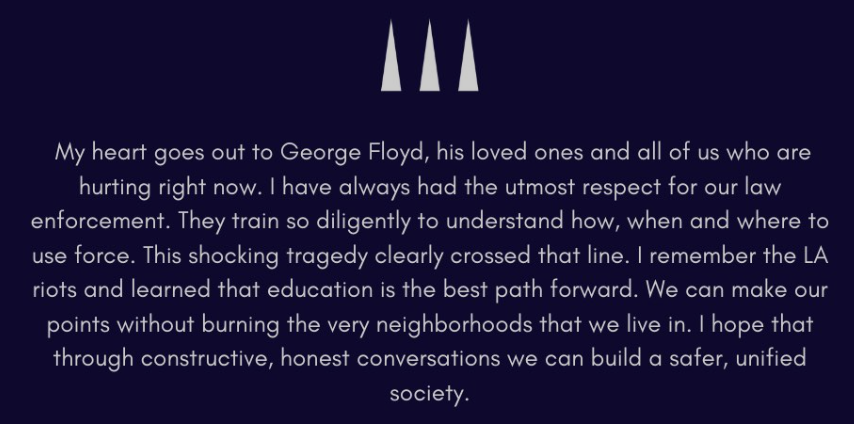 My heart goes out to George Floyd, his loved ones and all of us who are
hurting right now. I have always had the utmost respect for our law
enforcement. They train so diligently to understand how, when and where to
use force. This shocking tragedy clearly crossed that line. I remember the LA
riots and learned that education is the best path forward. We can make our
points without burning the very neighborhoods that we live in. I hope that
through constructive, honest conversations we can build a safer, unified
society.